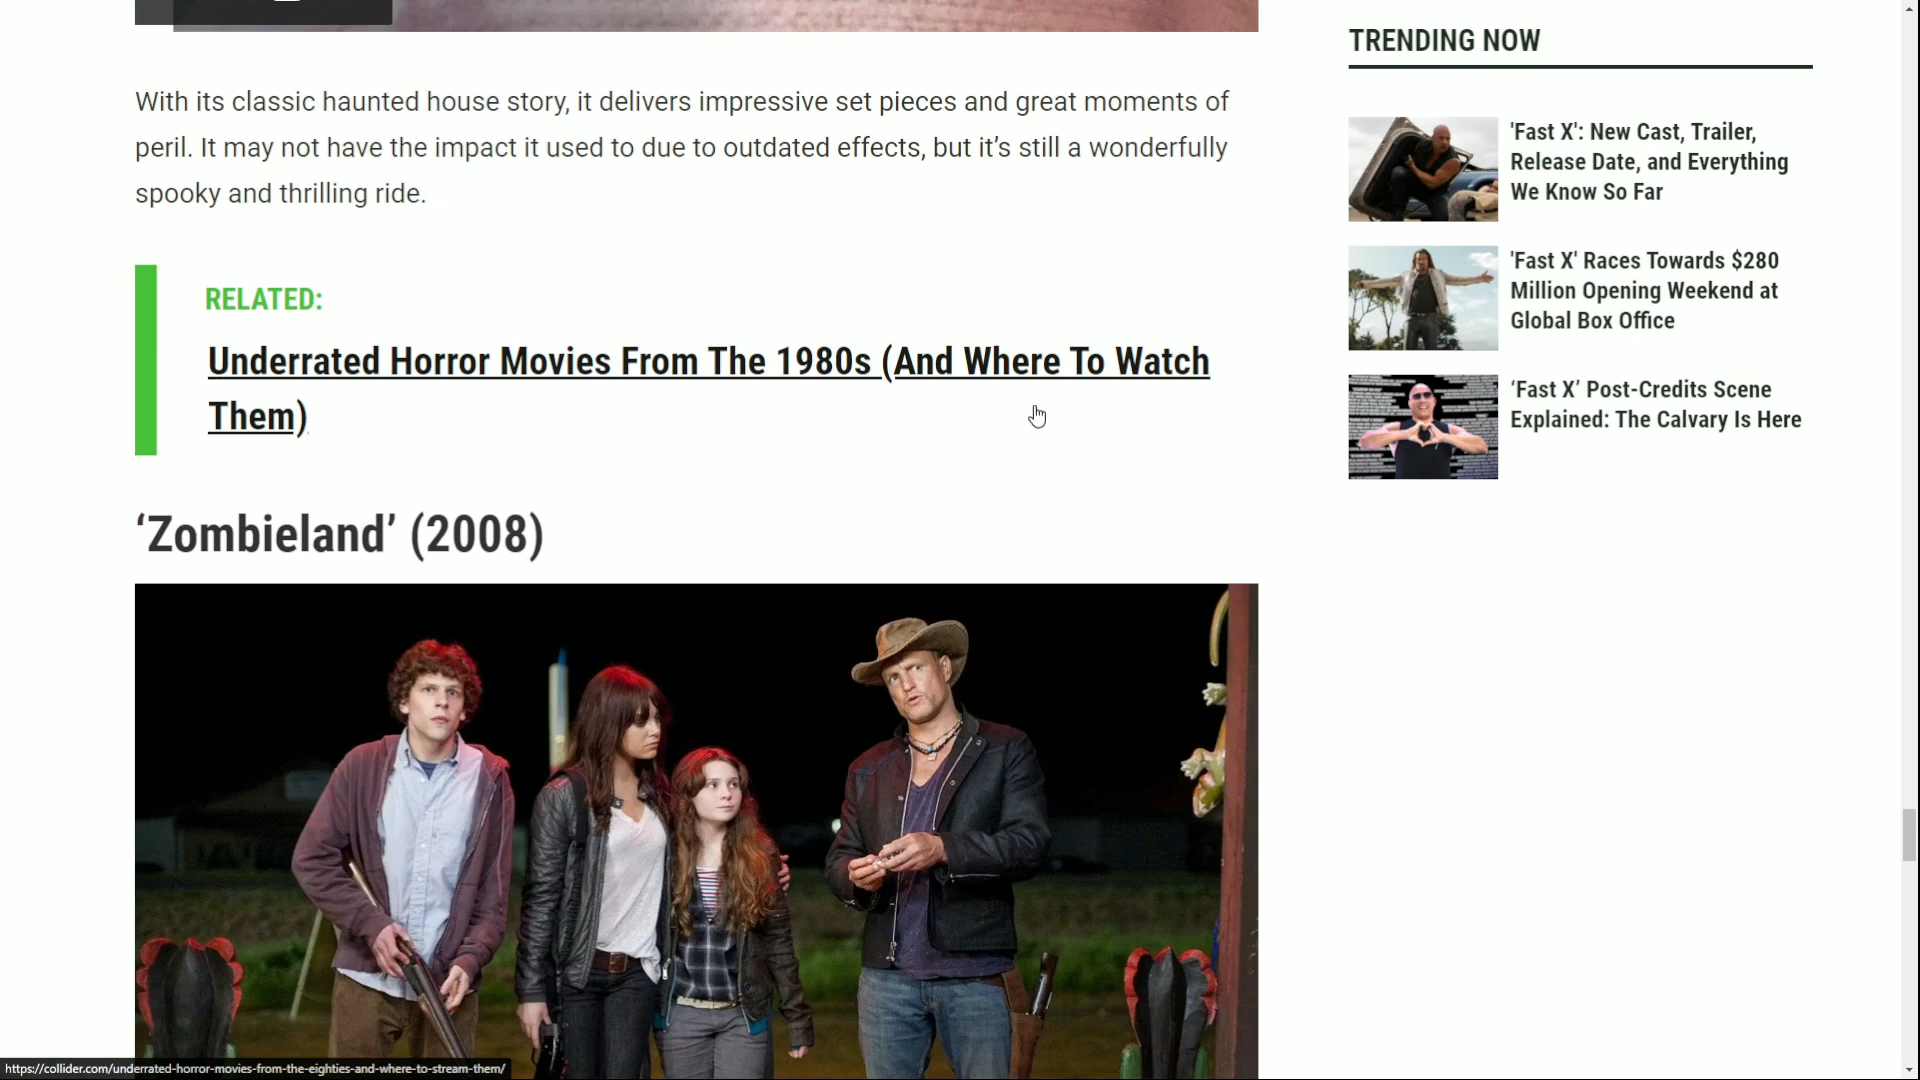 With its classic haunted house story, it delivers impressive set pieces and great moments of
peril. It may not have the impact it used to due to outdated effects, but it’s still a wonderfully
spooky and thrilling ride.
RELATED:
Underrated Horror Movies From The 1980s (And Where To Watch
Them)
‘Zombieland’ (2008)
TRENDING NOW
'Fast X': New Cast, Trailer,
Release Date, and Everything
We Know So Far
'Fast X' Races Towards $280
Million Opening Weekend at
Global Box Office
‘Fast X’ Post-Credits Scene
Explained: The Calvary Is Here
https://collider.com/underrated-horror-movies-from-the-eighties-and-where-to-stream-them/